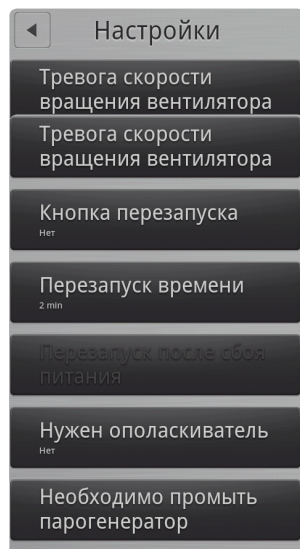 Настройки
Тревога скорости
вращения вентилятора
Тревога скорости
вращения вентилятора
Кнопка перезапуска
Нет
Перезапуск времени
2 min
Перезапуск после сбоя
питания
Нужен ополаскиватель
Нет
Необходимо промыть
парогенератор